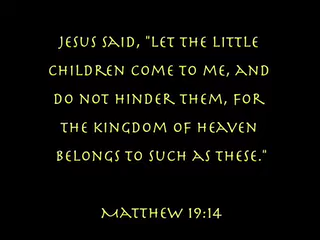 Jesus said, "Let the little
children come to me, and
do not hinder them, for
the kingdom of heaven
belongs to such as these."
Matthew 19:14